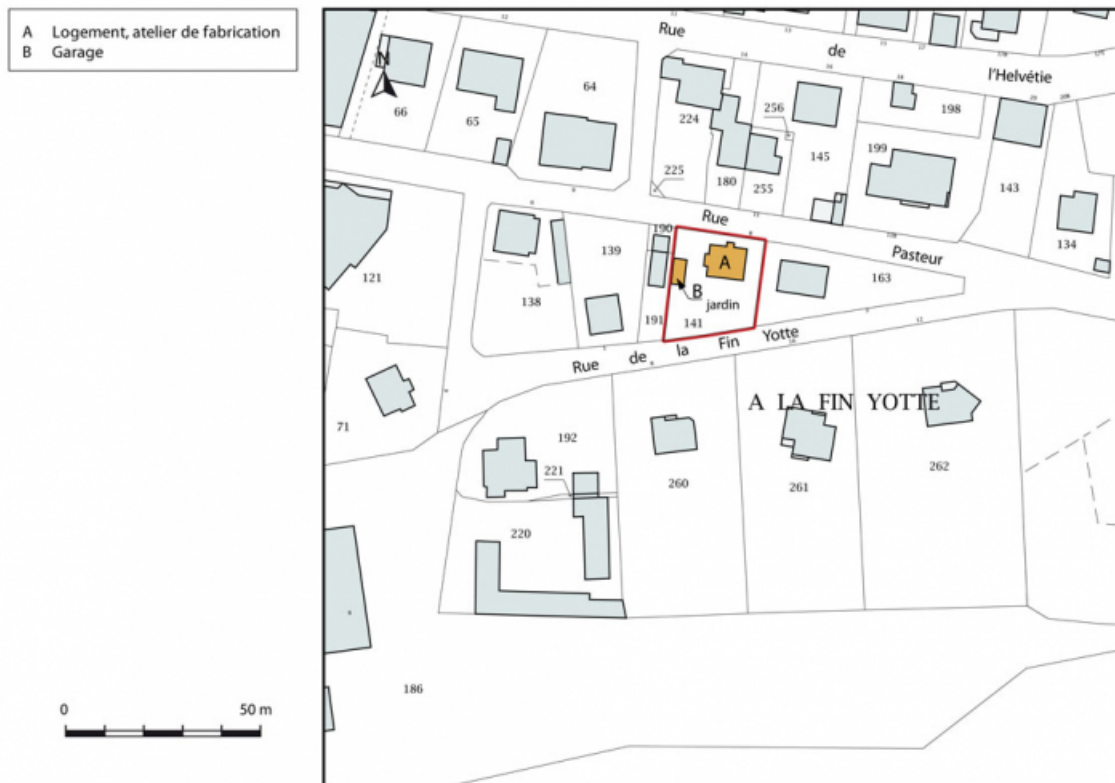 A Logement, atelier de fabrication
B Garage
N
Rue de l'Helvétie
66
65
64
224
225
180
255
256
145
198
199
143
134
Rue Pasteur
121
138
139
190
191
A
B
jardin
141
163
Rue de la Fin Yotte
A LA FIN YOTTE
71
192
221
220
260
261
262
186
0 50 m